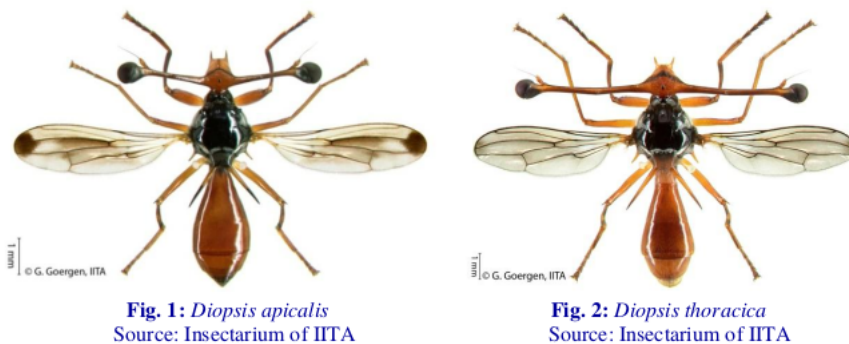 1 mm
© G. Goergen, IITA
1 mm
© G. Goergen, IITA
Fig. 1: Diopsis apicalis
Source: Insectarium of IITA
Fig. 2: Diopsis thoracica
Source: Insectarium of IITA